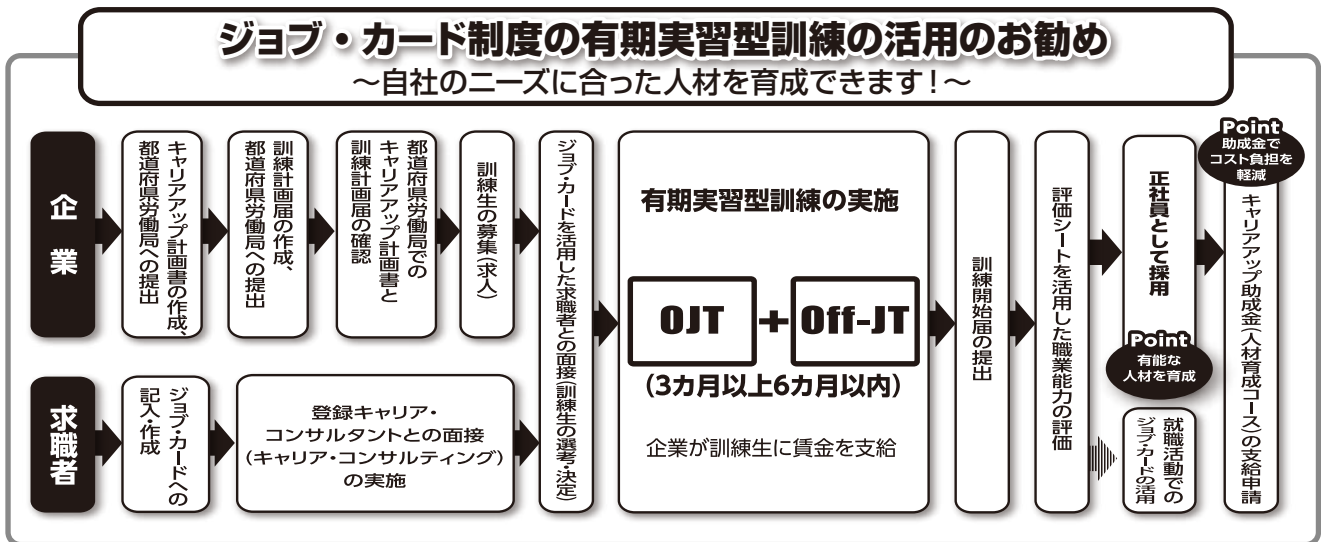 ジョブ・カード制度の有期実習型訓練の活用のお勧め
～自社のニーズに合った人材を育成できます！～
企業
キャリアアップ計画書の作成、
都道府県労働局への提出
訓練計画届の作成、
都道府県労働局への提出
都道府県労働局での
キャリアアップ計画書と
訓練計画届の確認
訓練生の募集（求人）
求職者
ジョブ・カードへの
記入・作成
登録キャリア・
コンサルタントとの面接
（キャリア・コンサルティング）
の実施
ジョブ・カードを活用した求職者との面接（訓練生の選考・決定）
有期実習型訓練の実施
OJT＋Off-JT
（3カ月以上6カ月以内）
企業が訓練生に賃金を支給
訓練開始届の提出
評価シートを活用した職業能力の評価
正社員として採用
Point
有能な
人材を育成
就職活動での
ジョブ・カードの活用
Point
助成金で
コスト負担を
軽減
キャリアアップ助成金（人材育成コース）の支給申請